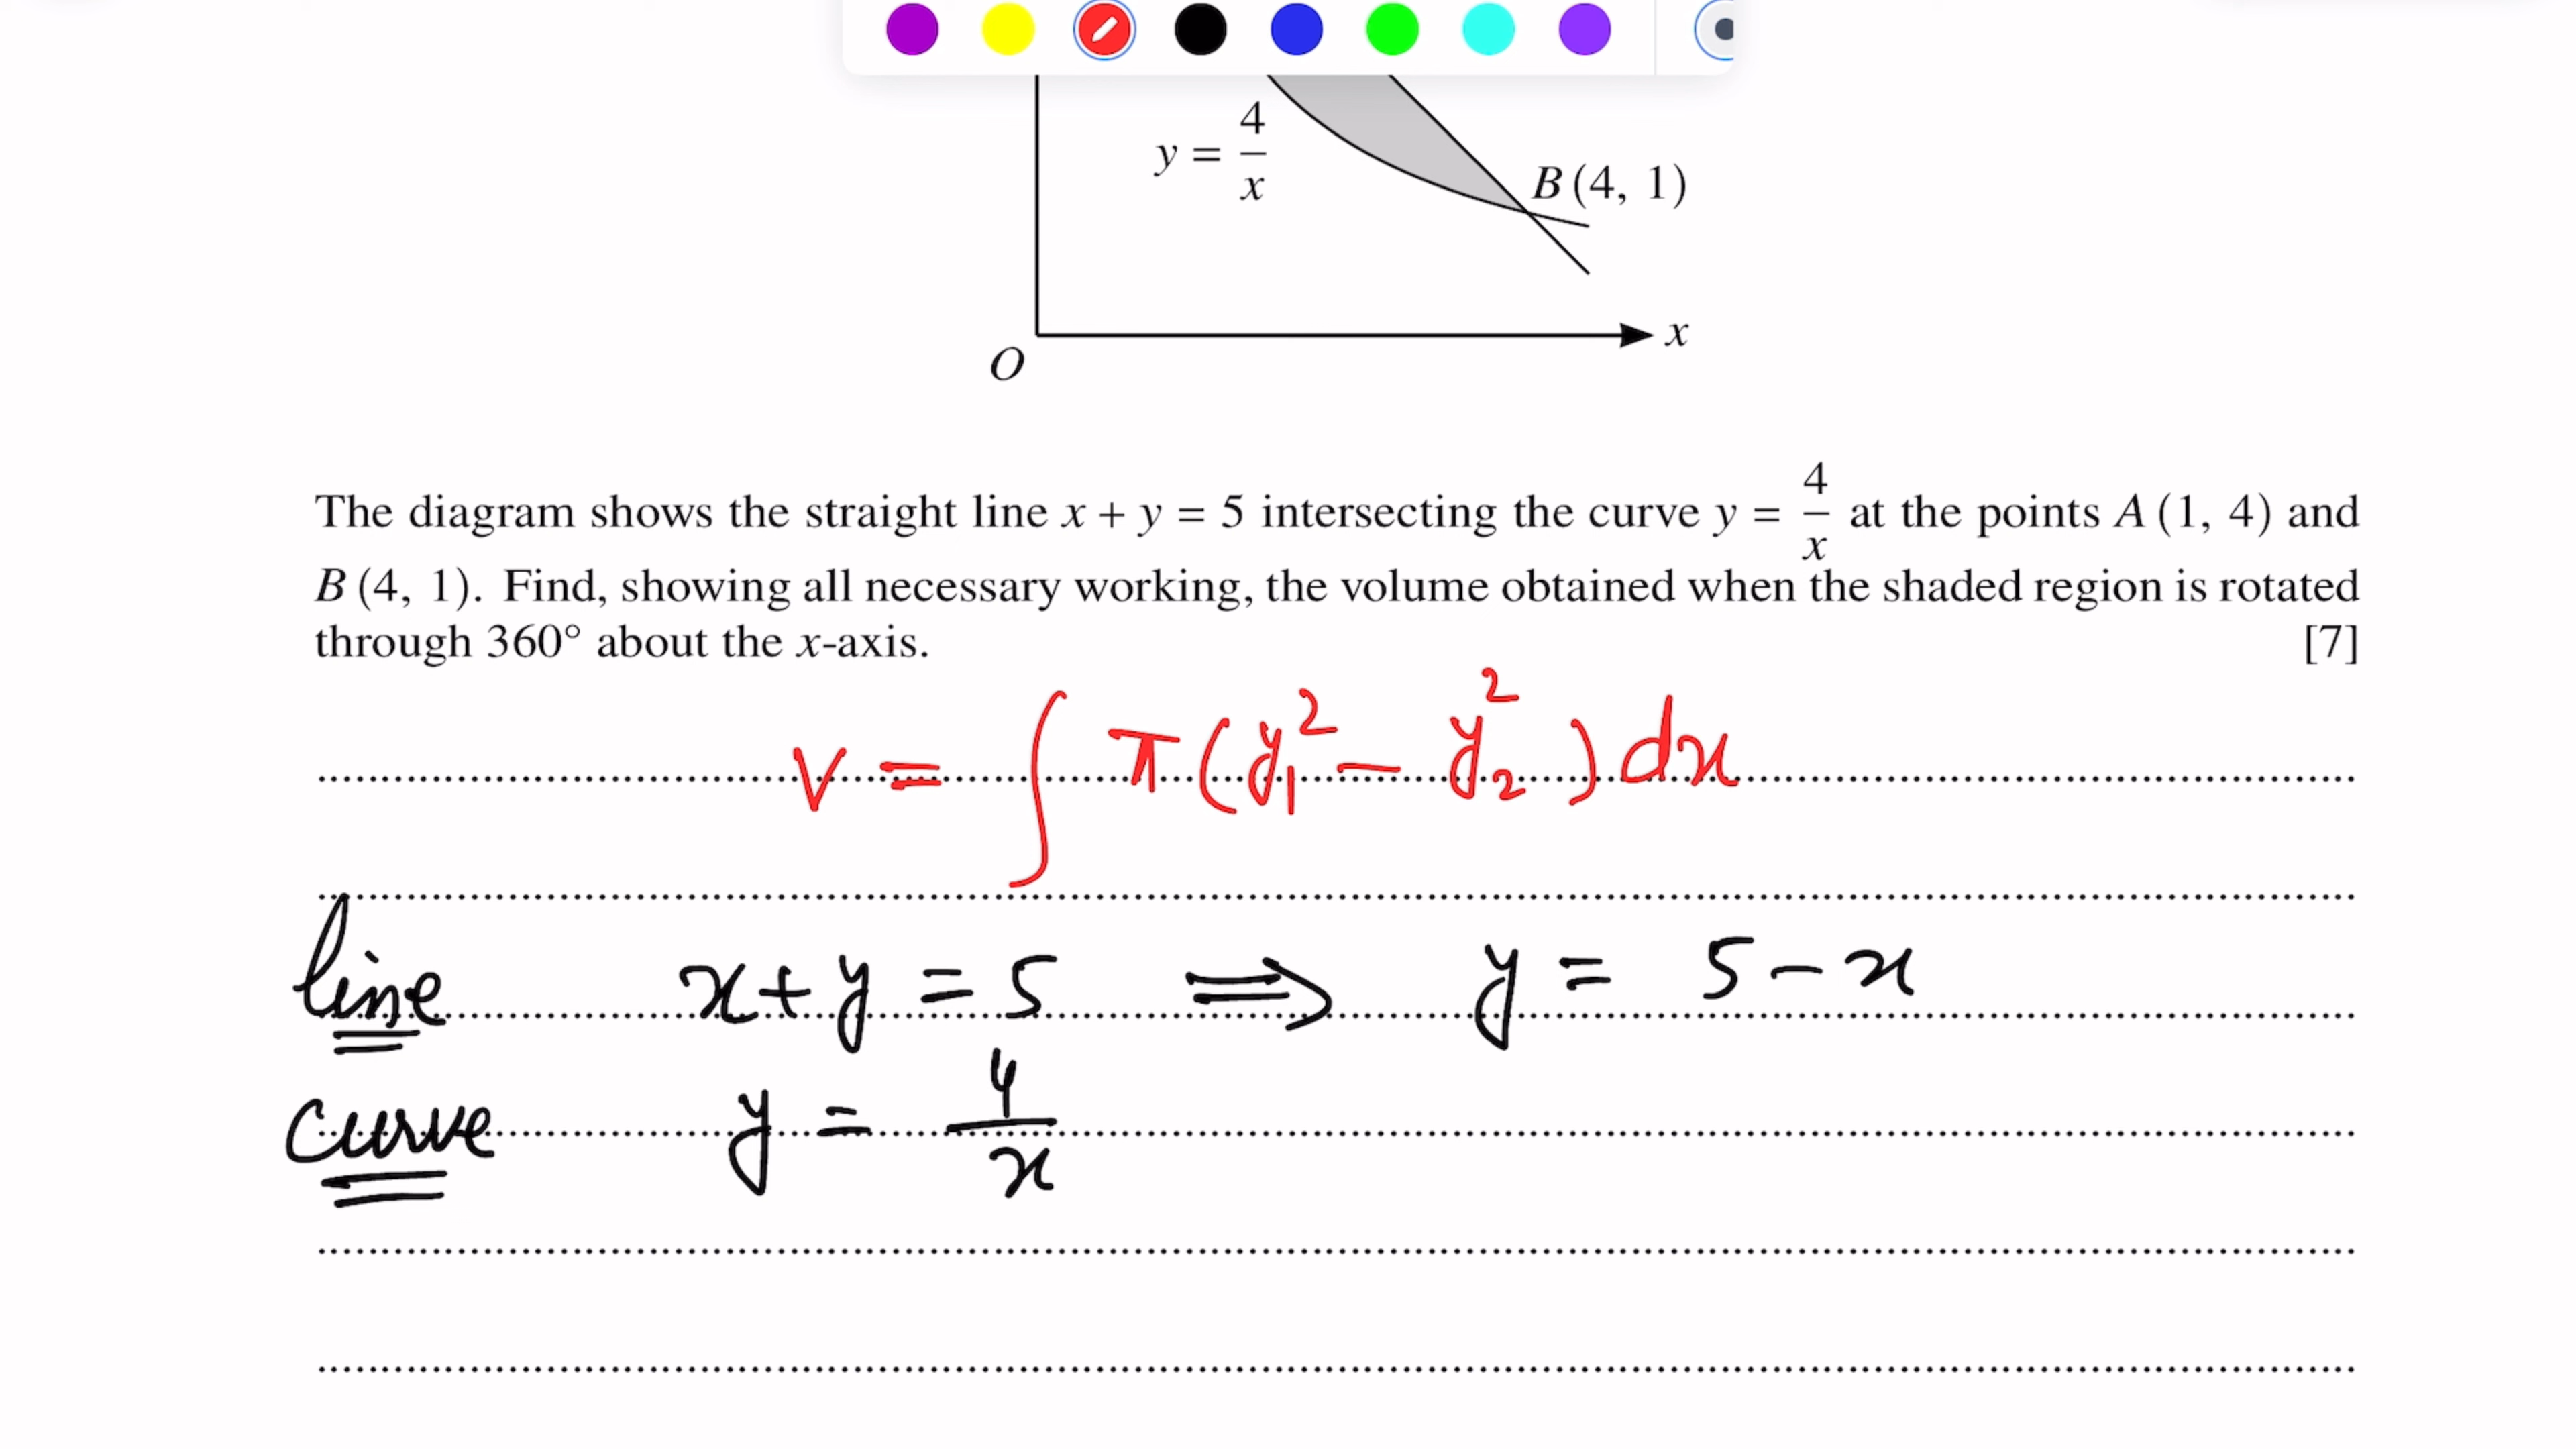 y = 4/x
B (4, 1)
x
O
The diagram shows the straight line x + y = 5 intersecting the curve y = 4/x at the points A (1, 4) and
B (4, 1). Find, showing all necessary working, the volume obtained when the shaded region is rotated
through 360° about the x-axis. [7]
V = ∫ π (y₁² − y₂²) dx
line x + y = 5 ⟹ y = 5 − x
curve y = 4/x